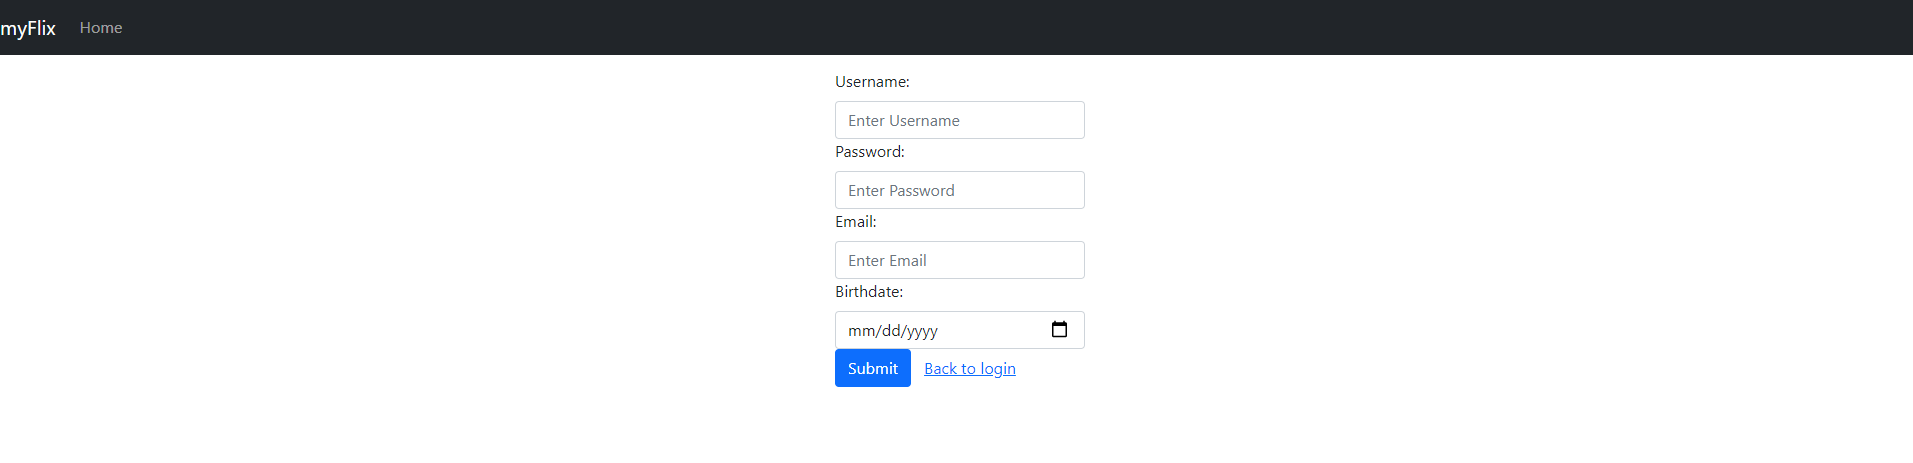 myFlix Home
Username:
Enter Username
Password:
Enter Password
Email:
Enter Email
Birthdate:
mm/dd/yyyy
Submit Back to login